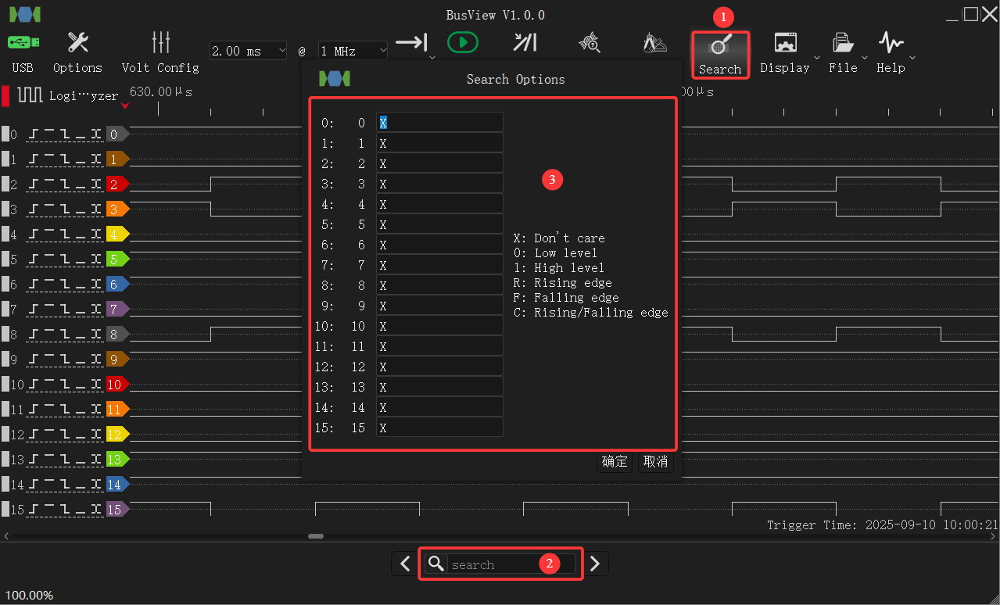 BusView V1.0.0
1
USB
Options
Volt Config
2.00 ms
@
1 MHz
Search
Display
File
Help
Logi…yzer
630.00μs
00μs
Search Options
0: 0 X
1: 1 X
2: 2 X
3: 3 X
4: 4 X
5: 5 X
6: 6 X
7: 7 X
8: 8 X
9: 9 X
10: 10 X
11: 11 X
12: 12 X
13: 13 X
14: 14 X
15: 15 X
3
X: Don't care
0: Low level
1: High level
R: Rising edge
F: Falling edge
C: Rising/Falling edge
确定 取消
0 0
1 1
2 2
3 3
4 4
5 5
6 6
7 7
8 8
9 9
10 10
11 11
12 12
13 13
14 14
15 15
Trigger Time: 2025-09-10 10:00:21
search 2
100.00%